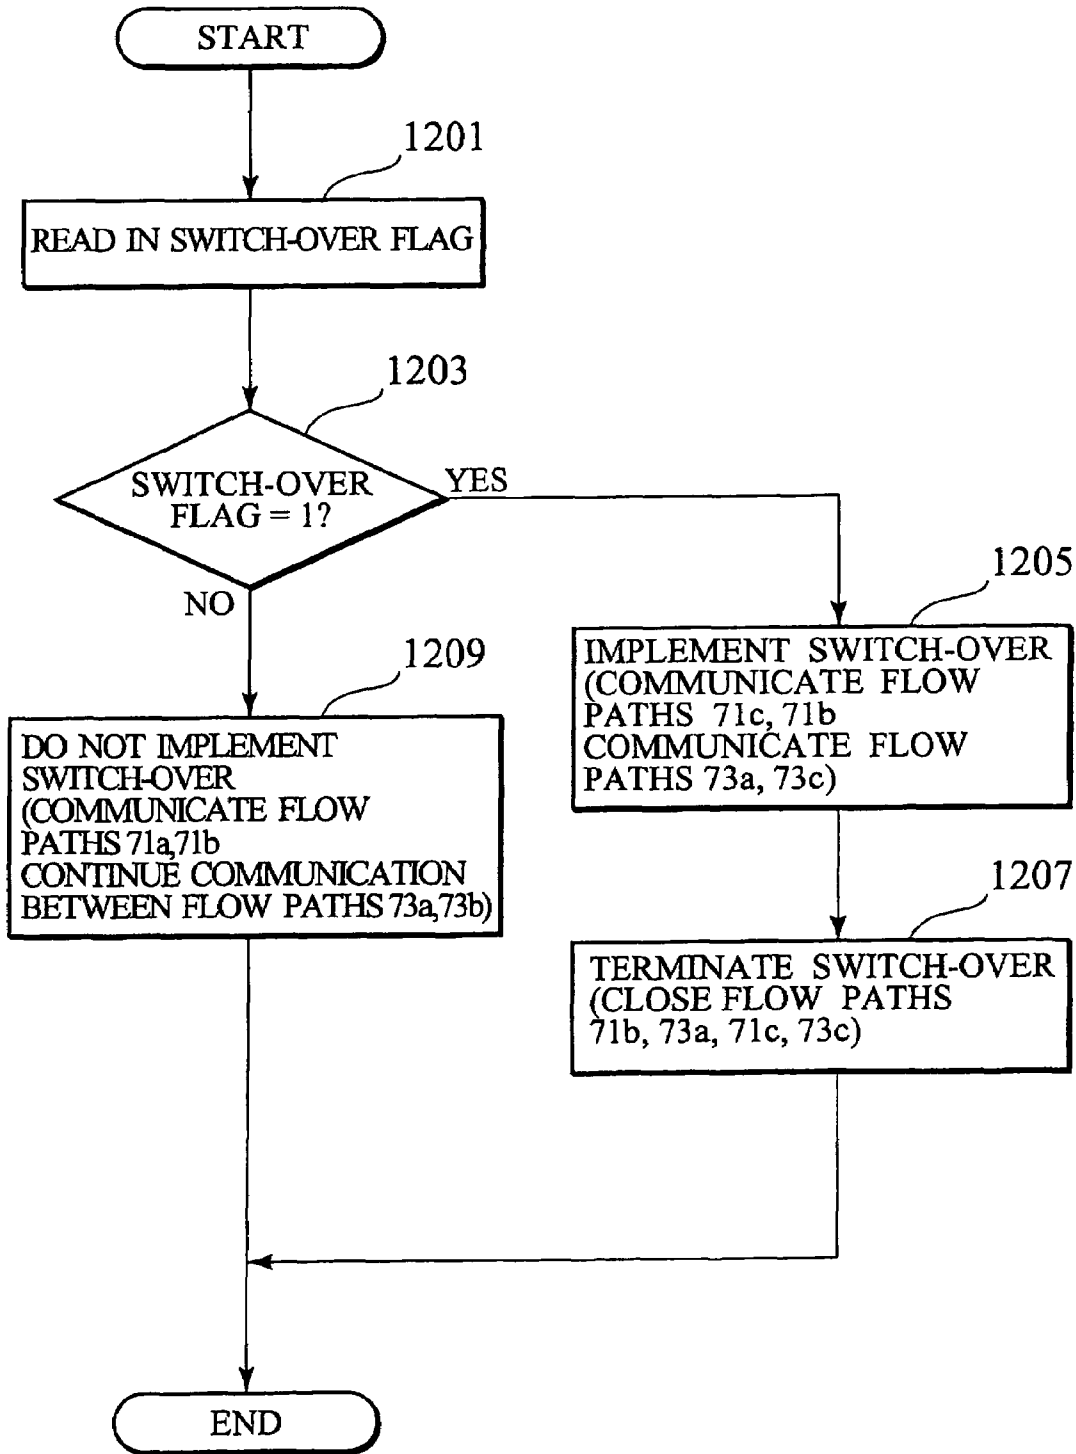 START
1201
READ IN SWITCH-OVER FLAG
1203
SWITCH-OVER
FLAG = 1?
YES
NO
1205
IMPLEMENT SWITCH-OVER
(COMMUNICATE FLOW
PATHS 71c, 71b
COMMUNICATE FLOW
PATHS 73a, 73c)
1209
DO NOT IMPLEMENT
SWITCH-OVER
(COMMUNICATE FLOW
PATHS 71a,71b
CONTINUE COMMUNICATION
BETWEEN FLOW PATHS 73a,73b)
1207
TERMINATE SWITCH-OVER
(CLOSE FLOW PATHS
71b, 73a, 71c, 73c)
END